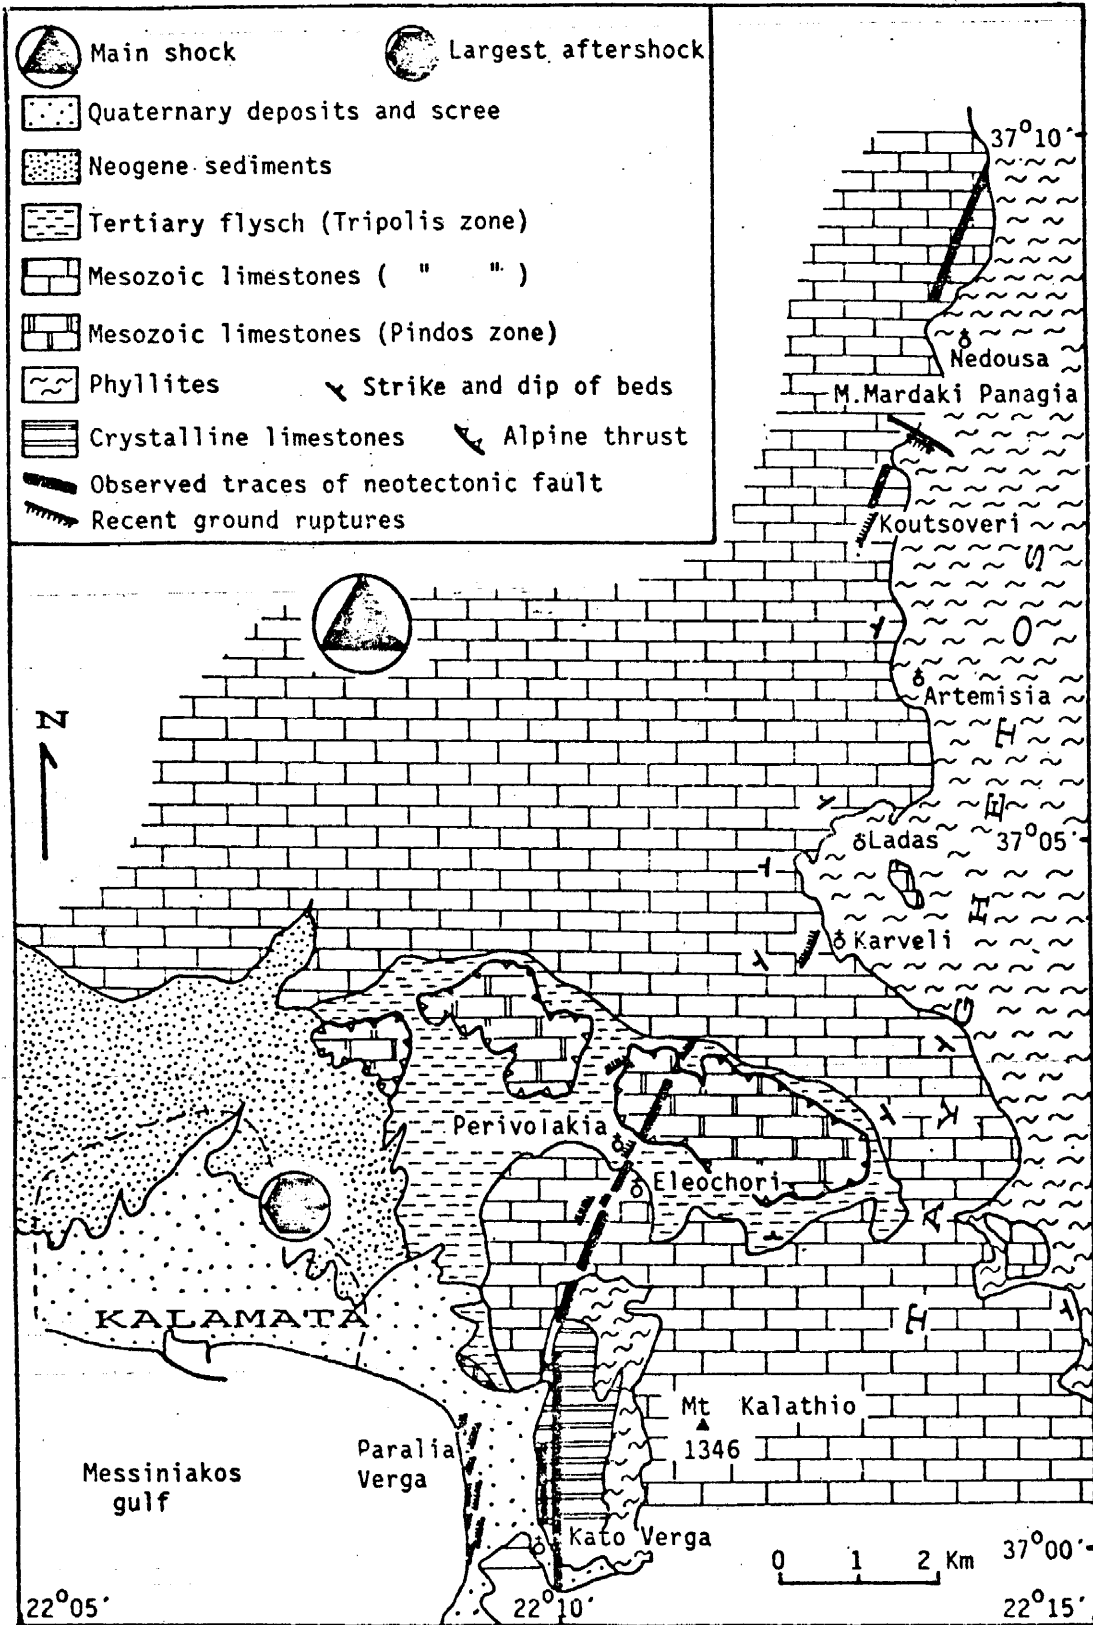 Main shock
Largest aftershock
Quaternary deposits and scree
Neogene sediments
Tertiary flysch (Tripolis zone)
Mesozoic limestones ( " " )
Mesozoic limestones (Pindos zone)
Phyllites
Strike and dip of beds
Crystalline limestones
Alpine thrust
Observed traces of neotectonic fault
Recent ground ruptures
37°10'
Nedousa
M.Mardaki Panagia
Koutsoveri
Artemisia
N
Ladas
37°05'
Karveli
TAYGHETOS
Perivolakia
Eleochori
KALAMATA
Mt Kalathio
1346
Paralia
Verga
Messiniakos
gulf
Kato Verga
0 1 2 Km
37°00'
22°05'
22°10'
22°15'